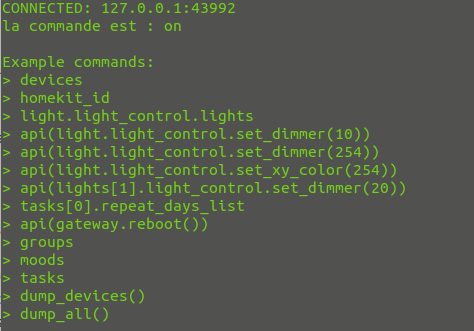 CONNECTED: 127.0.0.1:43992
la commande est : on
Example commands:
> devices
> homekit_id
> light.light_control.lights
> api(light.light_control.set_dimmer(10))
> api(light.light_control.set_dimmer(254))
> api(light.light_control.set_xy_color(254))
> api(lights[1].light_control.set_dimmer(20))
> tasks[0].repeat_days_list
> api(gateway.reboot())
> groups
> moods
> tasks
> dump_devices()
> dump_all()